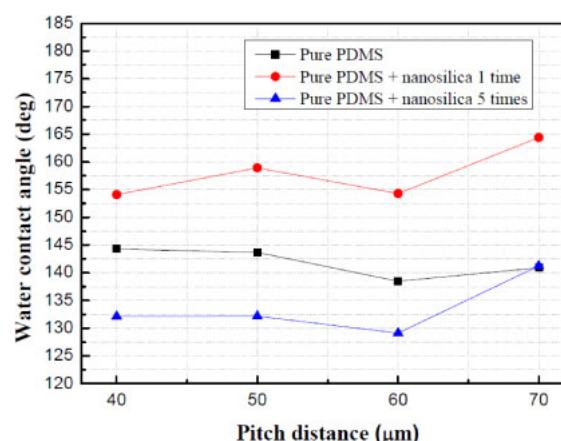 185
180
175
170
165
160
155
150
145
140
135
130
125
120
Water contact angle (deg)
Pure PDMS
Pure PDMS + nanosilica 1 time
Pure PDMS + nanosilica 5 times
40 50 60 70
Pitch distance (μm)